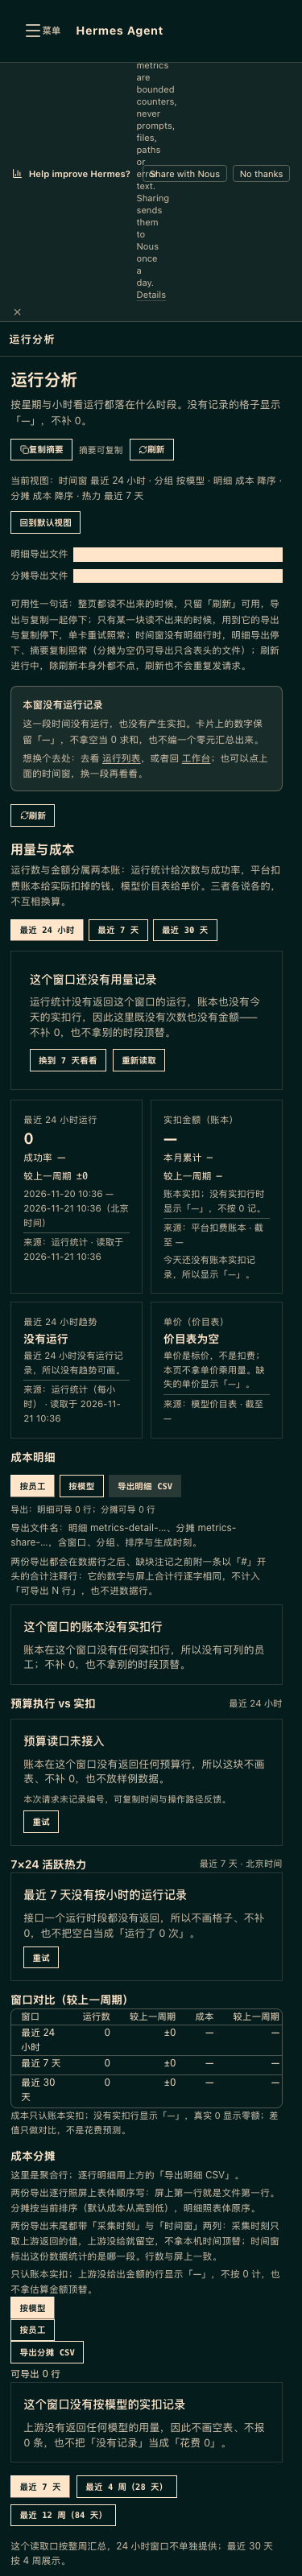 菜单
Hermes Agent
metrics
are
bounded
counters,
never
prompts,
files,
paths
or
Help improve Hermes?
error
Share with Nous
No thanks
text.
Sharing
sends
them
to
Nous
once
a
day.
Details
×
运行分析
运行分析
按星期与小时看运行都落在什么时段。没有记录的格子显示
「—」，不补 0。
复制摘要
摘要可复制
刷新
当前视图：时间窗 最近 24 小时 · 分组 按模型 · 明细 成本 降序 ·
分摊 成本 降序 · 热力 最近 7 天
回到默认视图
明细导出文件
分摊导出文件
可用性一句话：整页都读不出来的时候，只留「刷新」可用，导
出与复制一起停下；只有某一块读不出来的时候，用到它的导出
与复制停下，单卡重试照常；时间窗没有明细行时，明细导出停
下、摘要复制照常（分摊为空仍可导出只含表头的文件）；刷新
进行中，除刷新本身外都不点，刷新也不会重复发请求。
本窗没有运行记录
这一段时间没有运行，也没有产生实扣。卡片上的数字保
留「—」，不拿空当 0 求和，也不编一个零元汇总出来。
想换个去处：去看 运行列表，或者回 工作台；也可以点上
面的时间窗，换一段再看看。
刷新
用量与成本
运行数与金额分属两本账：运行统计给次数与成功率，平台扣
费账本给实际扣掉的钱，模型价目表给单价。三者各说各的，
不互相换算。
最近 24 小时
最近 7 天
最近 30 天
这个窗口还没有用量记录
运行统计没有返回这个窗口的运行，账本也没有今
天的实扣行，因此这里既没有次数也没有金额——
不补 0，也不拿别的时段顶替。
换到 7 天看看
重新读取
最近 24 小时运行
0
成功率 —
较上一周期 ±0
2026-11-20 10:36 —
2026-11-21 10:36（北京
时间）
来源：运行统计 · 读取于
2026-11-21 10:36
实扣金额（账本）
—
本月累计 —
较上一周期 —
账本实扣；没有实扣行时
显示「—」，不按 0 记。
来源：平台扣费账本 · 截
至 —
今天还没有账本实扣记
录，所以显示「—」。
最近 24 小时趋势
没有运行
最近 24 小时没有运行记
录，所以没有趋势可画。
来源：运行统计（每小
时） · 读取于 2026-11-
21 10:36
单价（价目表）
价目表为空
单价是标价，不是扣费；
本页不拿单价乘用量。缺
失的单价显示「—」。
来源：模型价目表 · 截至
—
成本明细
按员工
按模型
导出明细 CSV
导出：明细可导 0 行；分摊可导 0 行
导出文件名：明细 metrics-detail-…、分摊 metrics-
share-…，含窗口、分组、排序与生成时刻。
两份导出都会在数据行之后、缺块注记之前附一条以「#」开
头的合计注释行：它的数字与屏上合计行逐字相同，不计入
「可导出 N 行」，也不进数据行。
这个窗口的账本没有实扣行
账本在这个窗口没有任何实扣行，所以没有可列的员
工；不补 0，也不拿别的时段顶替。
预算执行 vs 实扣
最近 24 小时
预算读口未接入
账本在这个窗口没有返回任何预算行，所以这块不画
表、不补 0，也不放样例数据。
本次请求未记录编号，可复制时间与操作路径反馈。
重试
7×24 活跃热力
最近 7 天 · 北京时间
最近 7 天没有按小时的运行记录
接口一个运行时段都没有返回，所以不画格子、不补
0，也不把空白当成「运行了 0 次」。
重试
窗口对比（较上一周期）
窗口 运行数 较上一周期 成本 较上一周期
最近 24
小时 0 ±0 — —
最近 7 天 0 ±0 — —
最近 30
天 0 ±0 — —
成本只认账本实扣；没有实扣行显示「—」，真实 0 显示零额；差
值只做对比，不是花费预测。
成本分摊
这里是聚合行；逐行明细用上方的「导出明细 CSV」。
两份导出逐行照屏上表体顺序写：屏上第一行就是文件第一行。
分摊按当前排序（默认成本从高到低），明细照表体原序。
两份导出末尾都带「采集时刻」与「时间窗」两列：采集时刻只
取上游返回的值，上游没给就留空，不拿本机时间顶替；时间窗
标出这份数据统计的是哪一段。行数与屏上一致。
只认账本实扣；上游没给出金额的行显示「—」，不按 0 计，也
不拿估算金额顶替。
按模型
按员工
导出分摊 CSV
可导出 0 行
这个窗口没有按模型的实扣记录
上游没有返回任何模型的用量，因此不画空表、不报
0 条，也不把「没有记录」当成「花费 0」。
最近 7 天
最近 4 周（28 天）
最近 12 周（84 天）
这个读取口按整周汇总，24 小时窗口不单独提供；最近 30 天
按 4 周展示。